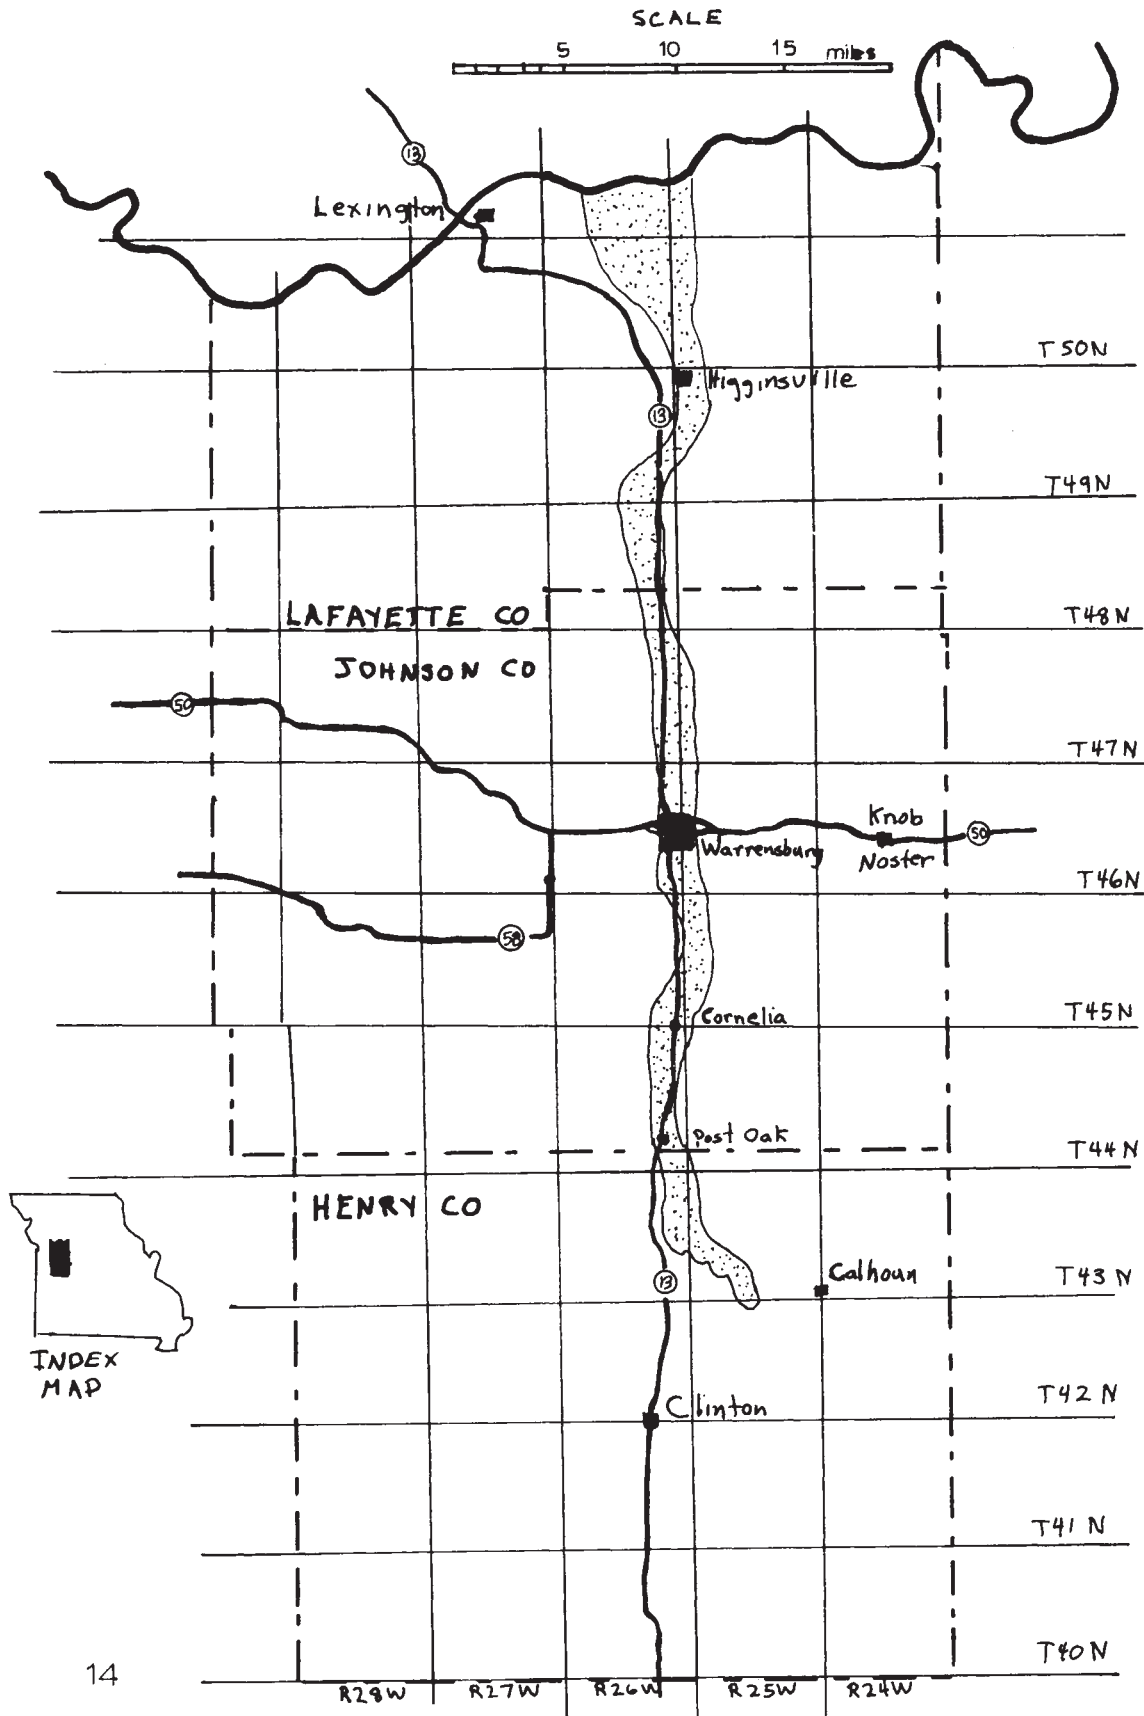 SCALE
5 10 15 miles
13
Lexington
T50N
Higginsville
13
T49N
LAFAYETTE CO
T48N
JOHNSON CO
50
T47N
Knob
50
Warrensburg
Noster
T46N
58
Cornelia
T45N
Post Oak
T44N
HENRY CO
Calhoun
13
T43N
INDEX
MAP
Clinton
T42N
T41N
T40N
14
R28W R27W R26W R25W R24W